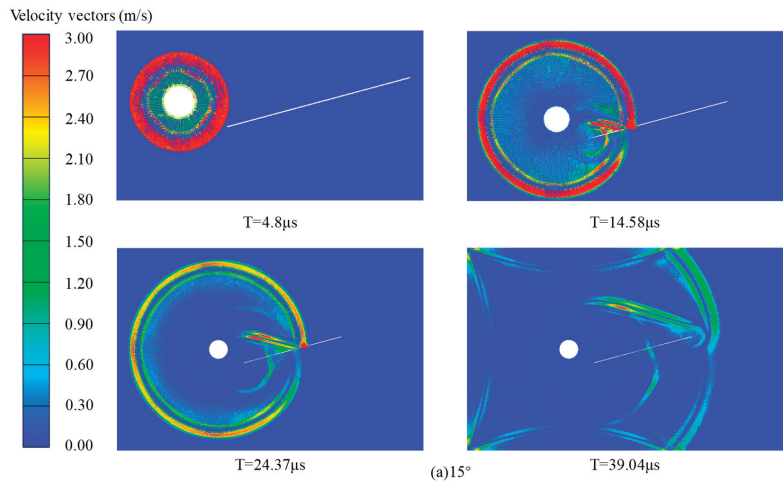 Velocity vectors (m/s)
3.00
2.70
2.40
2.10
1.80
1.50
1.20
0.90
0.60
0.30
0.00
T=4.8μs
T=14.58μs
T=24.37μs
T=39.04μs
(a)15°